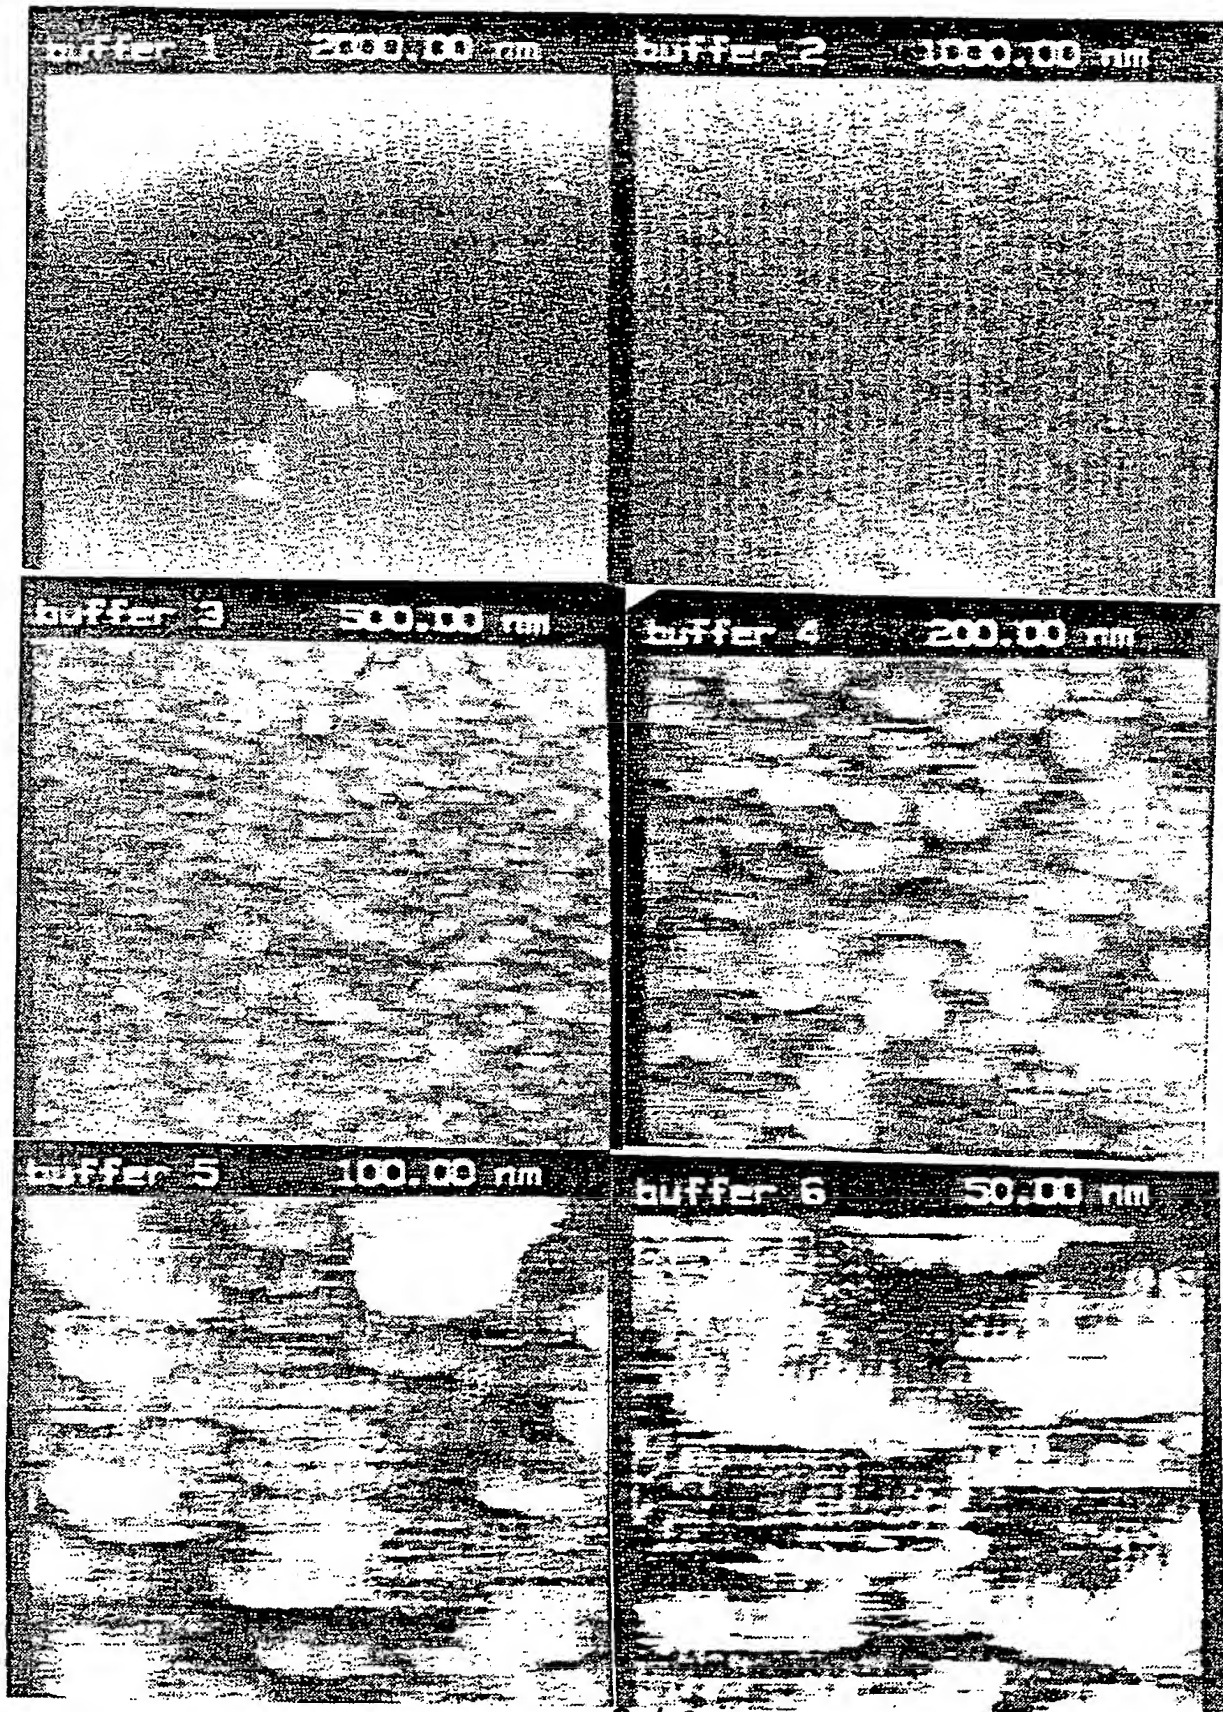 buffer 1 2000.00 nm
buffer 2 1000.00 nm
buffer 3 500.00 nm
buffer 4 200.00 nm
buffer 5 100.00 nm
buffer 6 50.00 nm